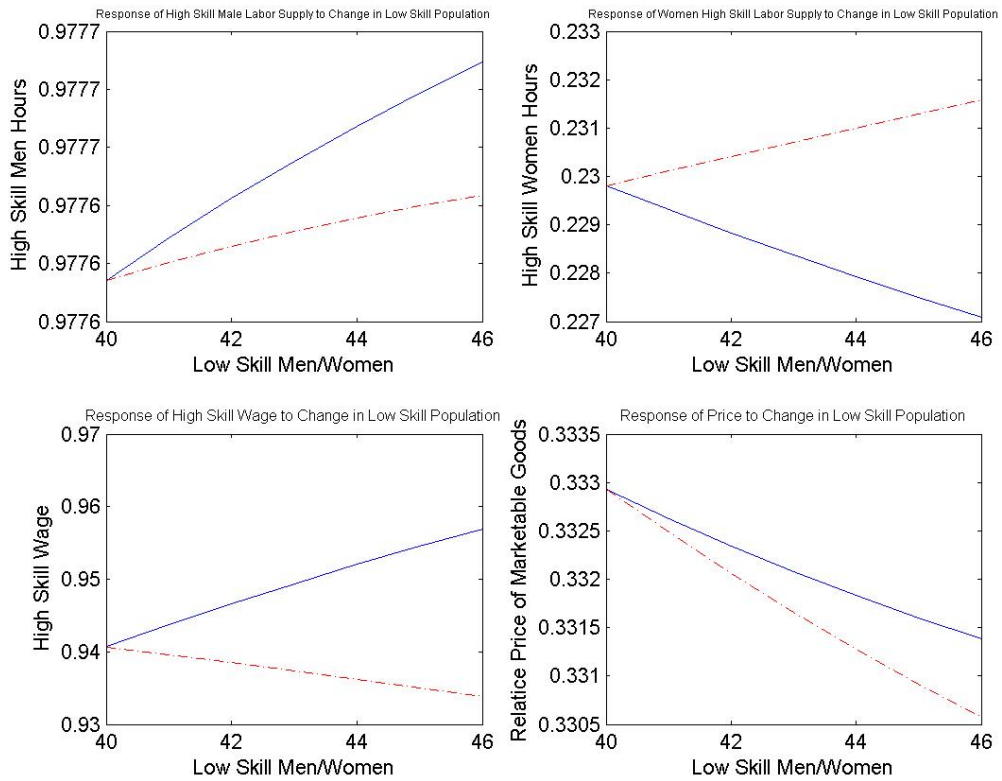 Response of High Skill Male Labor Supply to Change in Low Skill Population
0.9777
0.9777
0.9777
0.9776
0.9776
0.9776
High Skill Men Hours
40 42 44 46
Low Skill Men/Women
Response of Women High Skill Labor Supply to Change in Low Skill Population
0.233
0.232
0.231
0.23
0.229
0.228
0.227
High Skill Women Hours
40 42 44 46
Low Skill Men/Women
Response of High Skill Wage to Change in Low Skill Population
0.97
0.96
0.95
0.94
0.93
High Skill Wage
40 42 44 46
Low Skill Men/Women
Response of Price to Change in Low Skill Population
0.3335
0.333
0.3325
0.332
0.3315
0.331
0.3305
Relatice Price of Marketable Goods
40 42 44 46
Low Skill Men/Women